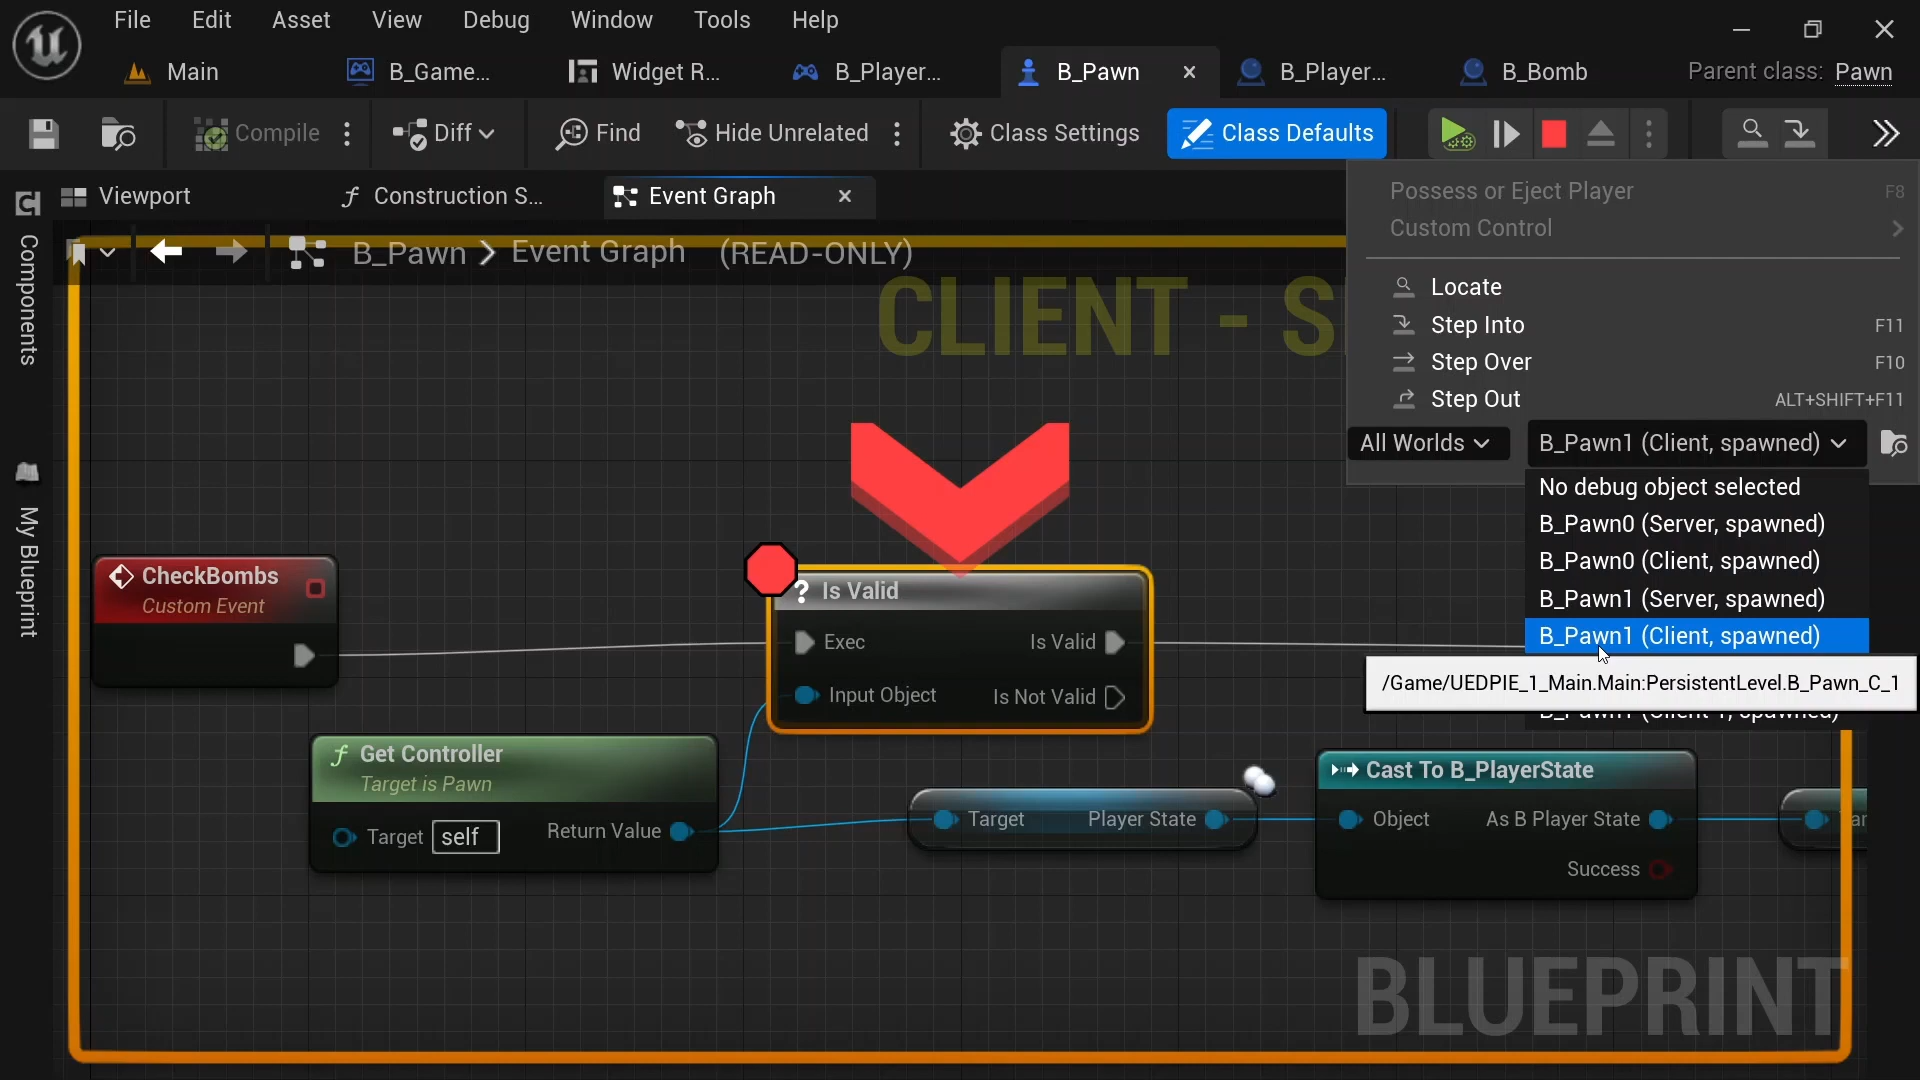 File Edit Asset View Debug Window Tools Help
Main B_Game... Widget R... B_Player... B_Pawn B_Player... B_Bomb Parent class: Pawn
Compile Diff Find Hide Unrelated Class Settings Class Defaults
Viewport Construction S... Event Graph
Possess or Eject Player F8
Custom Control
B_Pawn > Event Graph (READ-ONLY)
CLIENT - S
Locate
Step Into F11
Step Over F10
Step Out ALT+SHIFT+F11
All Worlds B_Pawn1 (Client, spawned)
No debug object selected
B_Pawn0 (Server, spawned)
B_Pawn0 (Client, spawned)
B_Pawn1 (Server, spawned)
B_Pawn1 (Client, spawned)
/Game/UEDPIE_1_Main.Main:PersistentLevel.B_Pawn_C_1
B_Pawn1 (Client 1, spawned)
Components
My Blueprint
CheckBombs
Custom Event
? Is Valid
Exec Is Valid
Input Object Is Not Valid
Get Controller
Target is Pawn
Target self Return Value
Target Player State
Cast To B_PlayerState
Object As B Player State
Success
BLUEPRINT